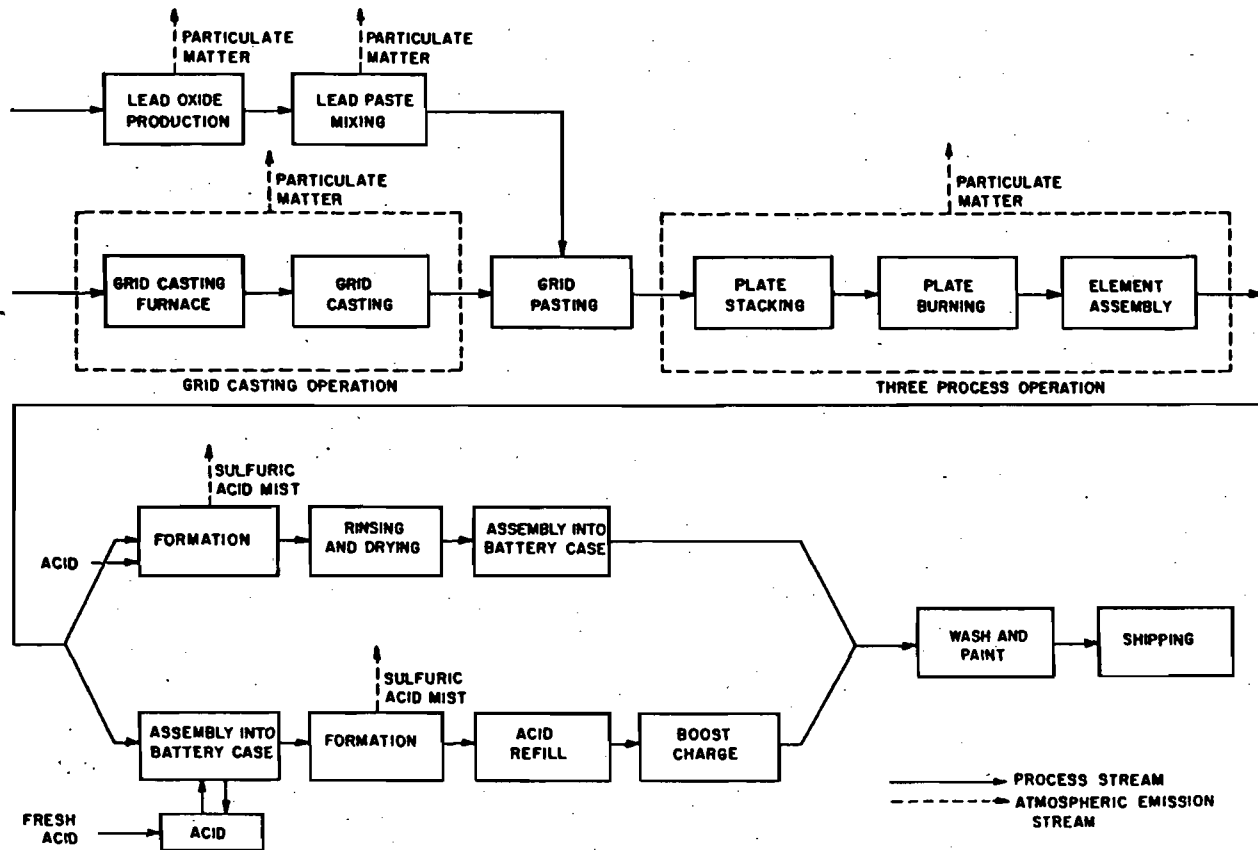 PARTICULATE
MATTER
PARTICULATE
MATTER
LEAD OXIDE
PRODUCTION
LEAD PASTE
MIXING
PARTICULATE
MATTER
PARTICULATE
MATTER
GRID CASTING
FURNACE
GRID
CASTING
GRID
PASTING
PLATE
STACKING
PLATE
BURNING
ELEMENT
ASSEMBLY
GRID CASTING OPERATION
THREE PROCESS OPERATION
SULFURIC
ACID MIST
FORMATION
RINSING
AND DRYING
ASSEMBLY INTO
BATTERY CASE
ACID
WASH AND
PAINT
SHIPPING
SULFURIC
ACID MIST
ASSEMBLY INTO
BATTERY CASE
FORMATION
ACID
REFILL
BOOST
CHARGE
FRESH
ACID
ACID
PROCESS STREAM
ATMOSPHERIC EMISSION
STREAM